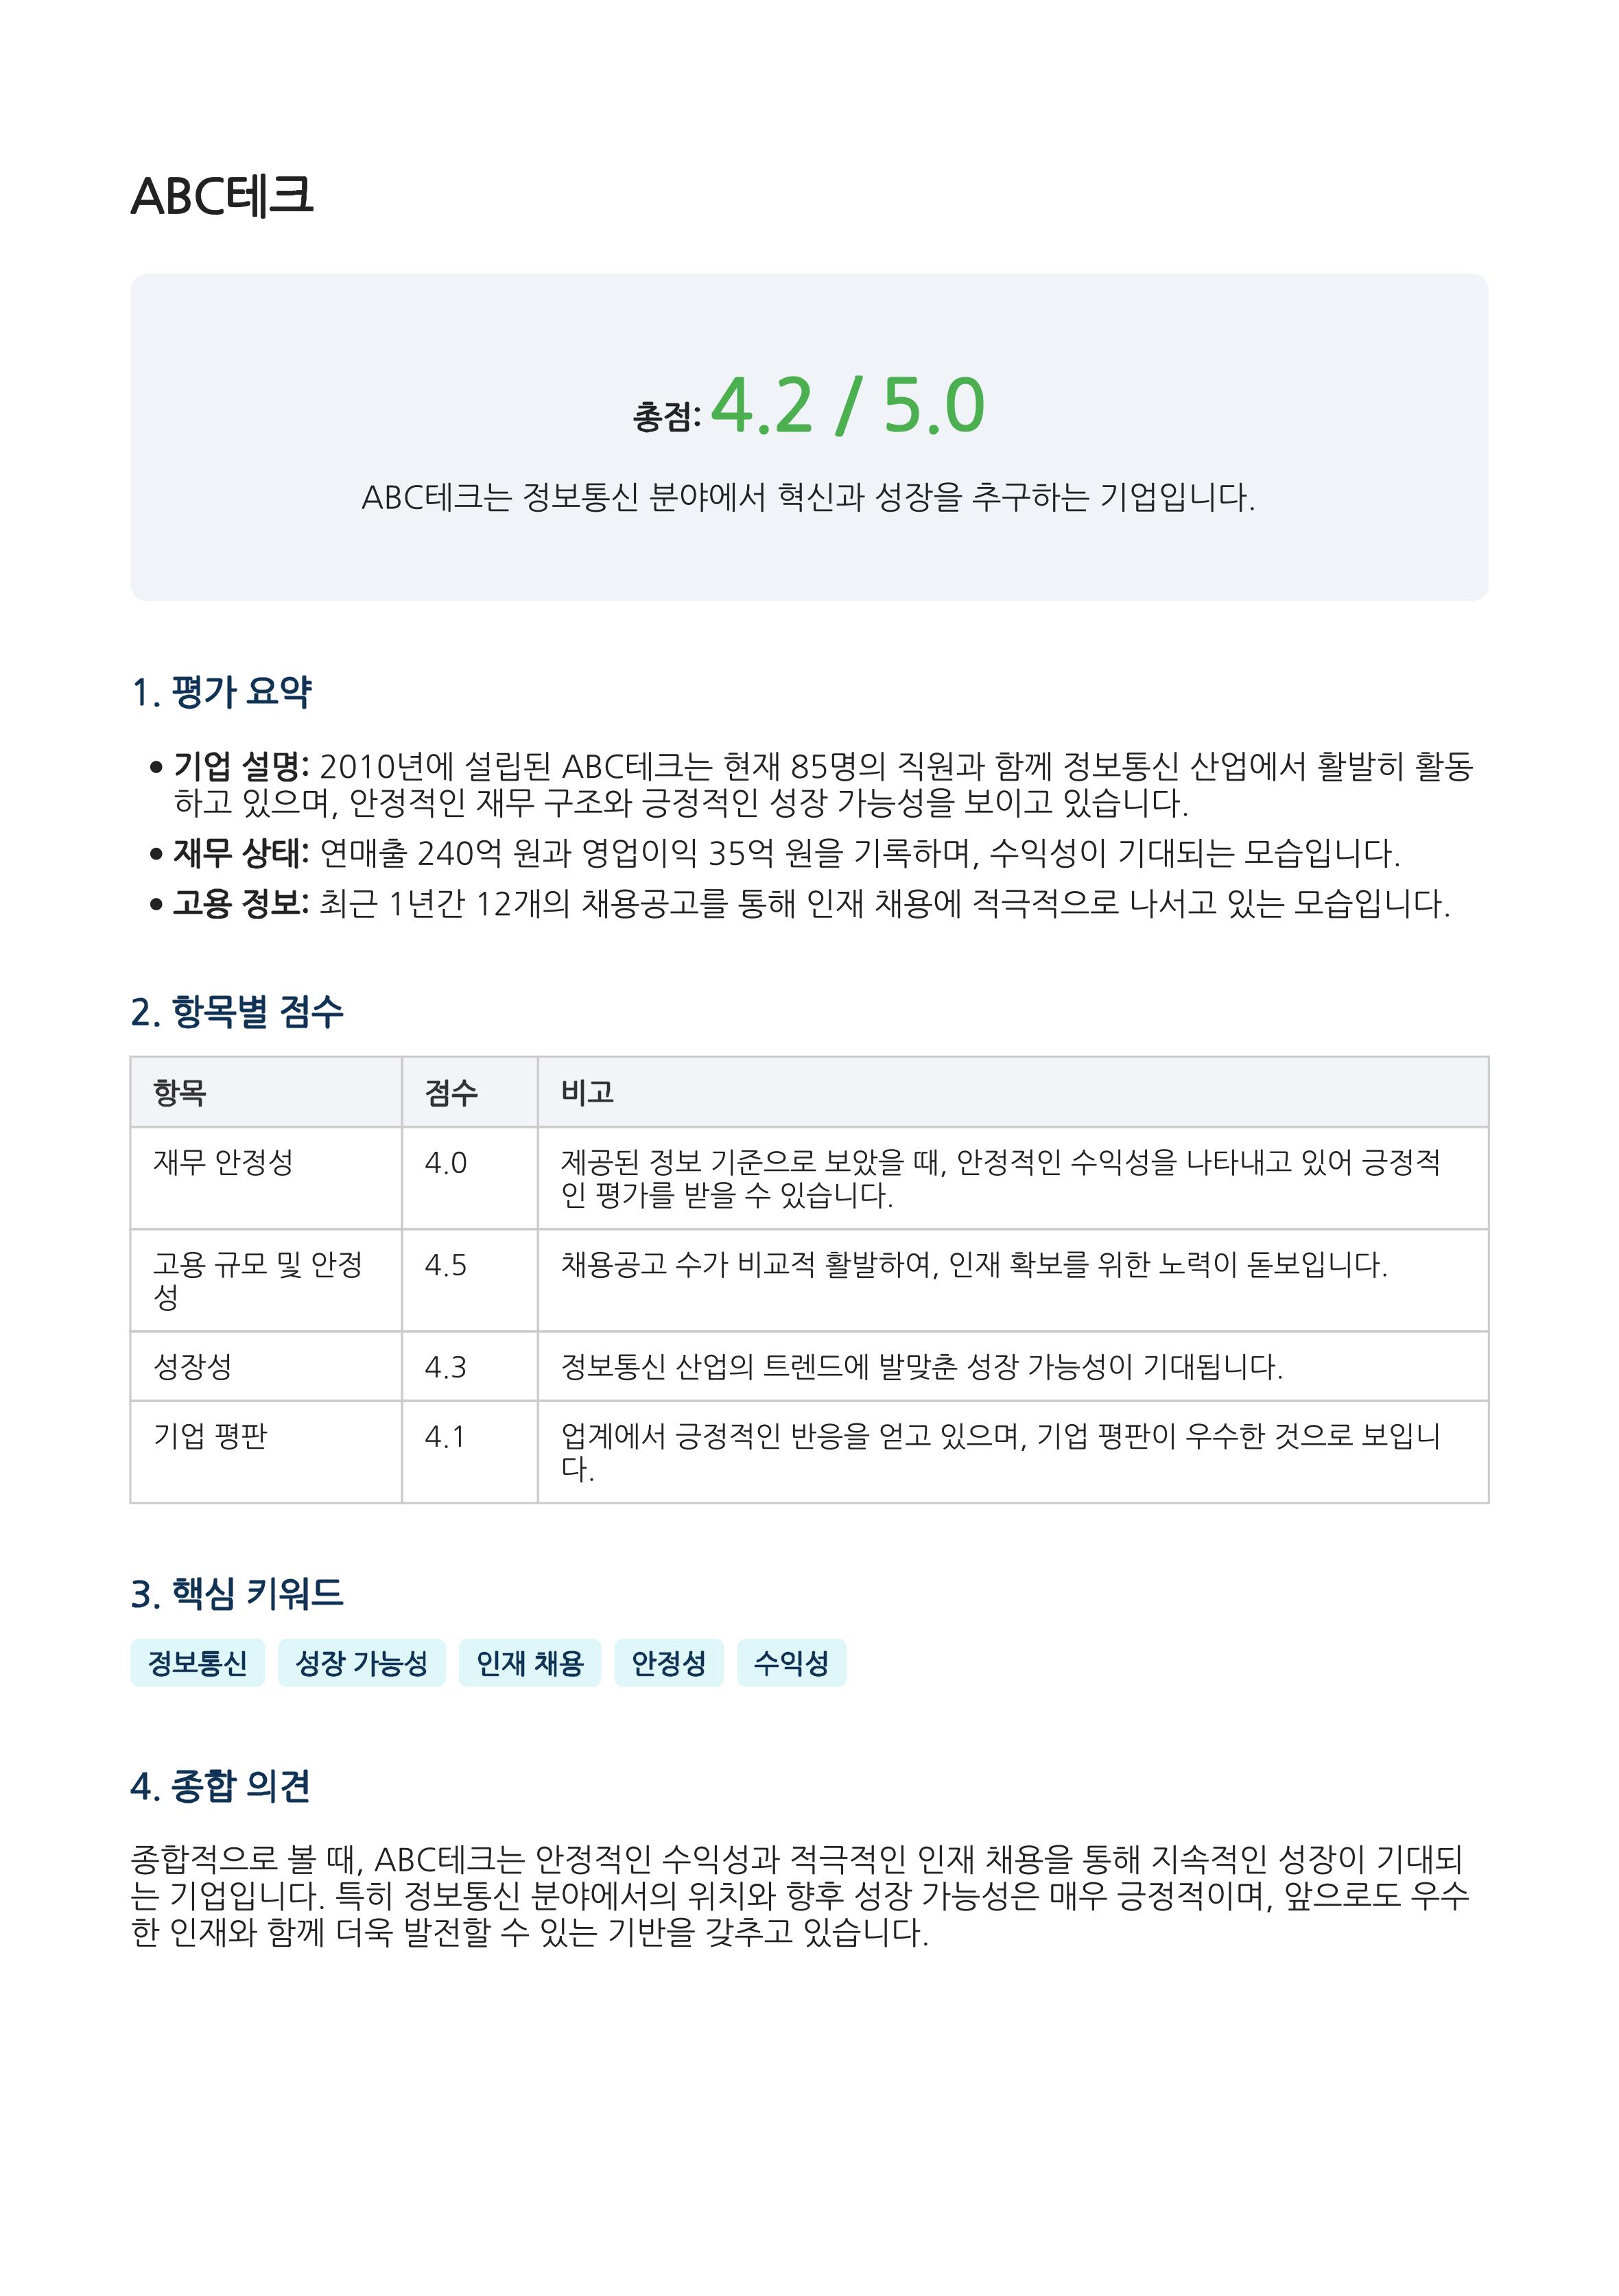 ABC테크
총점: 4.2 / 5.0
ABC테크는 정보통신 분야에서 혁신과 성장을 추구하는 기업입니다.
1. 평가 요약
• 기업 설명: 2010년에 설립된 ABC테크는 현재 85명의 직원과 함께 정보통신 산업에서 활발히 활동
하고 있으며, 안정적인 재무 구조와 긍정적인 성장 가능성을 보이고 있습니다.
• 재무 상태: 연매출 240억 원과 영업이익 35억 원을 기록하며, 수익성이 기대되는 모습입니다.
• 고용 정보: 최근 1년간 12개의 채용공고를 통해 인재 채용에 적극적으로 나서고 있는 모습입니다.
2. 항목별 점수
항목 점수 비고
재무 안정성 4.0 제공된 정보 기준으로 보았을 때, 안정적인 수익성을 나타내고 있어 긍정적
인 평가를 받을 수 있습니다.
고용 규모 및 안정 4.5 채용공고 수가 비교적 활발하여, 인재 확보를 위한 노력이 돋보입니다.
성
성장성 4.3 정보통신 산업의 트렌드에 발맞춘 성장 가능성이 기대됩니다.
기업 평판 4.1 업계에서 긍정적인 반응을 얻고 있으며, 기업 평판이 우수한 것으로 보입니
다.
3. 핵심 키워드
정보통신 성장 가능성 인재 채용 안정성 수익성
4. 종합 의견
종합적으로 볼 때, ABC테크는 안정적인 수익성과 적극적인 인재 채용을 통해 지속적인 성장이 기대되
는 기업입니다. 특히 정보통신 분야에서의 위치와 향후 성장 가능성은 매우 긍정적이며, 앞으로도 우수
한 인재와 함께 더욱 발전할 수 있는 기반을 갖추고 있습니다.